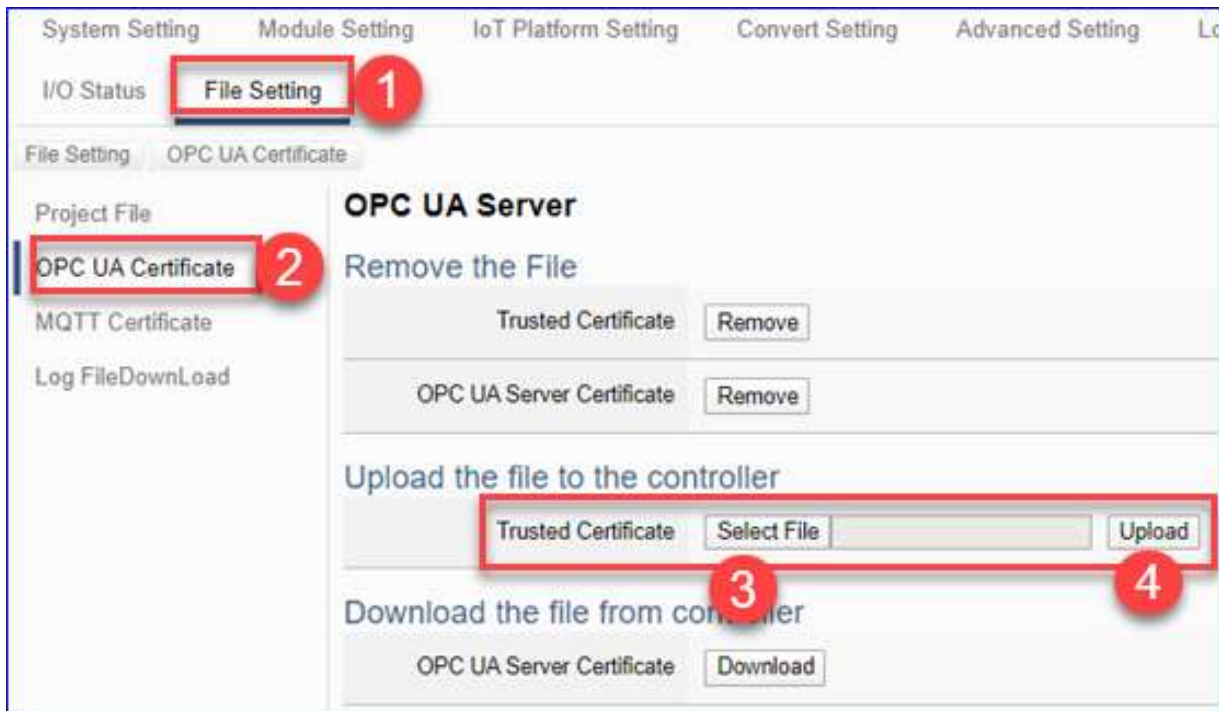 System Setting Module Setting IoT Platform Setting Convert Setting Advanced Setting
I/O Status File Setting 1
File Setting OPC UA Certificate
Project File
OPC UA Certificate 2
MQTT Certificate
Log FileDownLoad
OPC UA Server
Remove the File
Trusted Certificate Remove
OPC UA Server Certificate Remove
Upload the file to the controller
Trusted Certificate Select File Upload
3 4
Download the file from controller
OPC UA Server Certificate Download